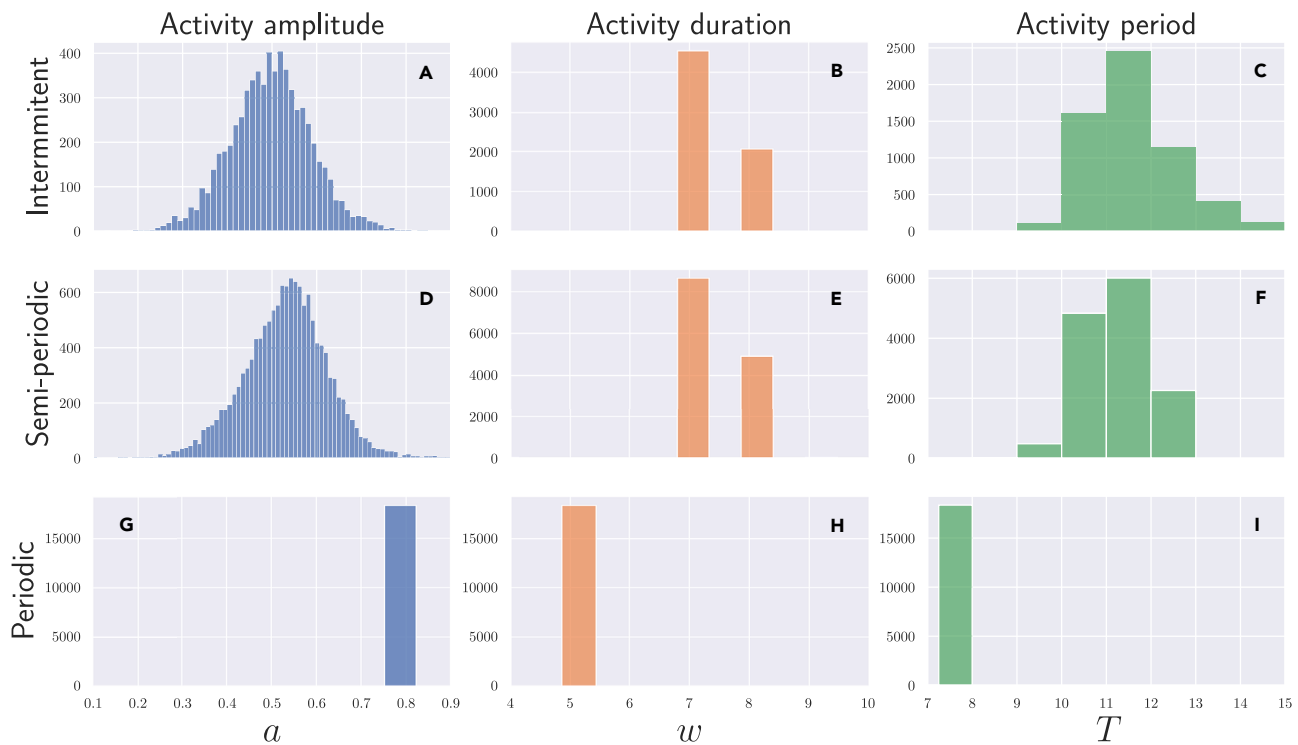 Activity amplitude
Activity duration
Activity period
Intermmitent
400
300
200
100
0
A
4000
3000
2000
1000
0
B
2500
2000
1500
1000
500
0
C
Semi-periodic
600
400
200
0
D
8000
6000
4000
2000
0
E
6000
4000
2000
0
F
Periodic
15000
10000
5000
0
G
15000
10000
5000
0
H
15000
10000
5000
0
I
0.1 0.2 0.3 0.4 0.5 0.6 0.7 0.8 0.9
4 5 6 7 8 9 10
7 8 9 10 11 12 13 14 15
a
w
T